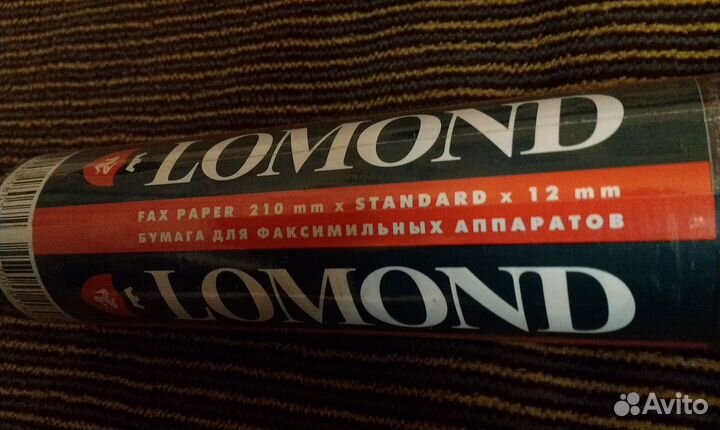 LOMOND
FAX PAPER 210 mm x STANDARD x 12 mm
БУМАГА ДЛЯ ФАКСИМИЛЬНЫХ АППАРАТОВ
LOMOND
Avito